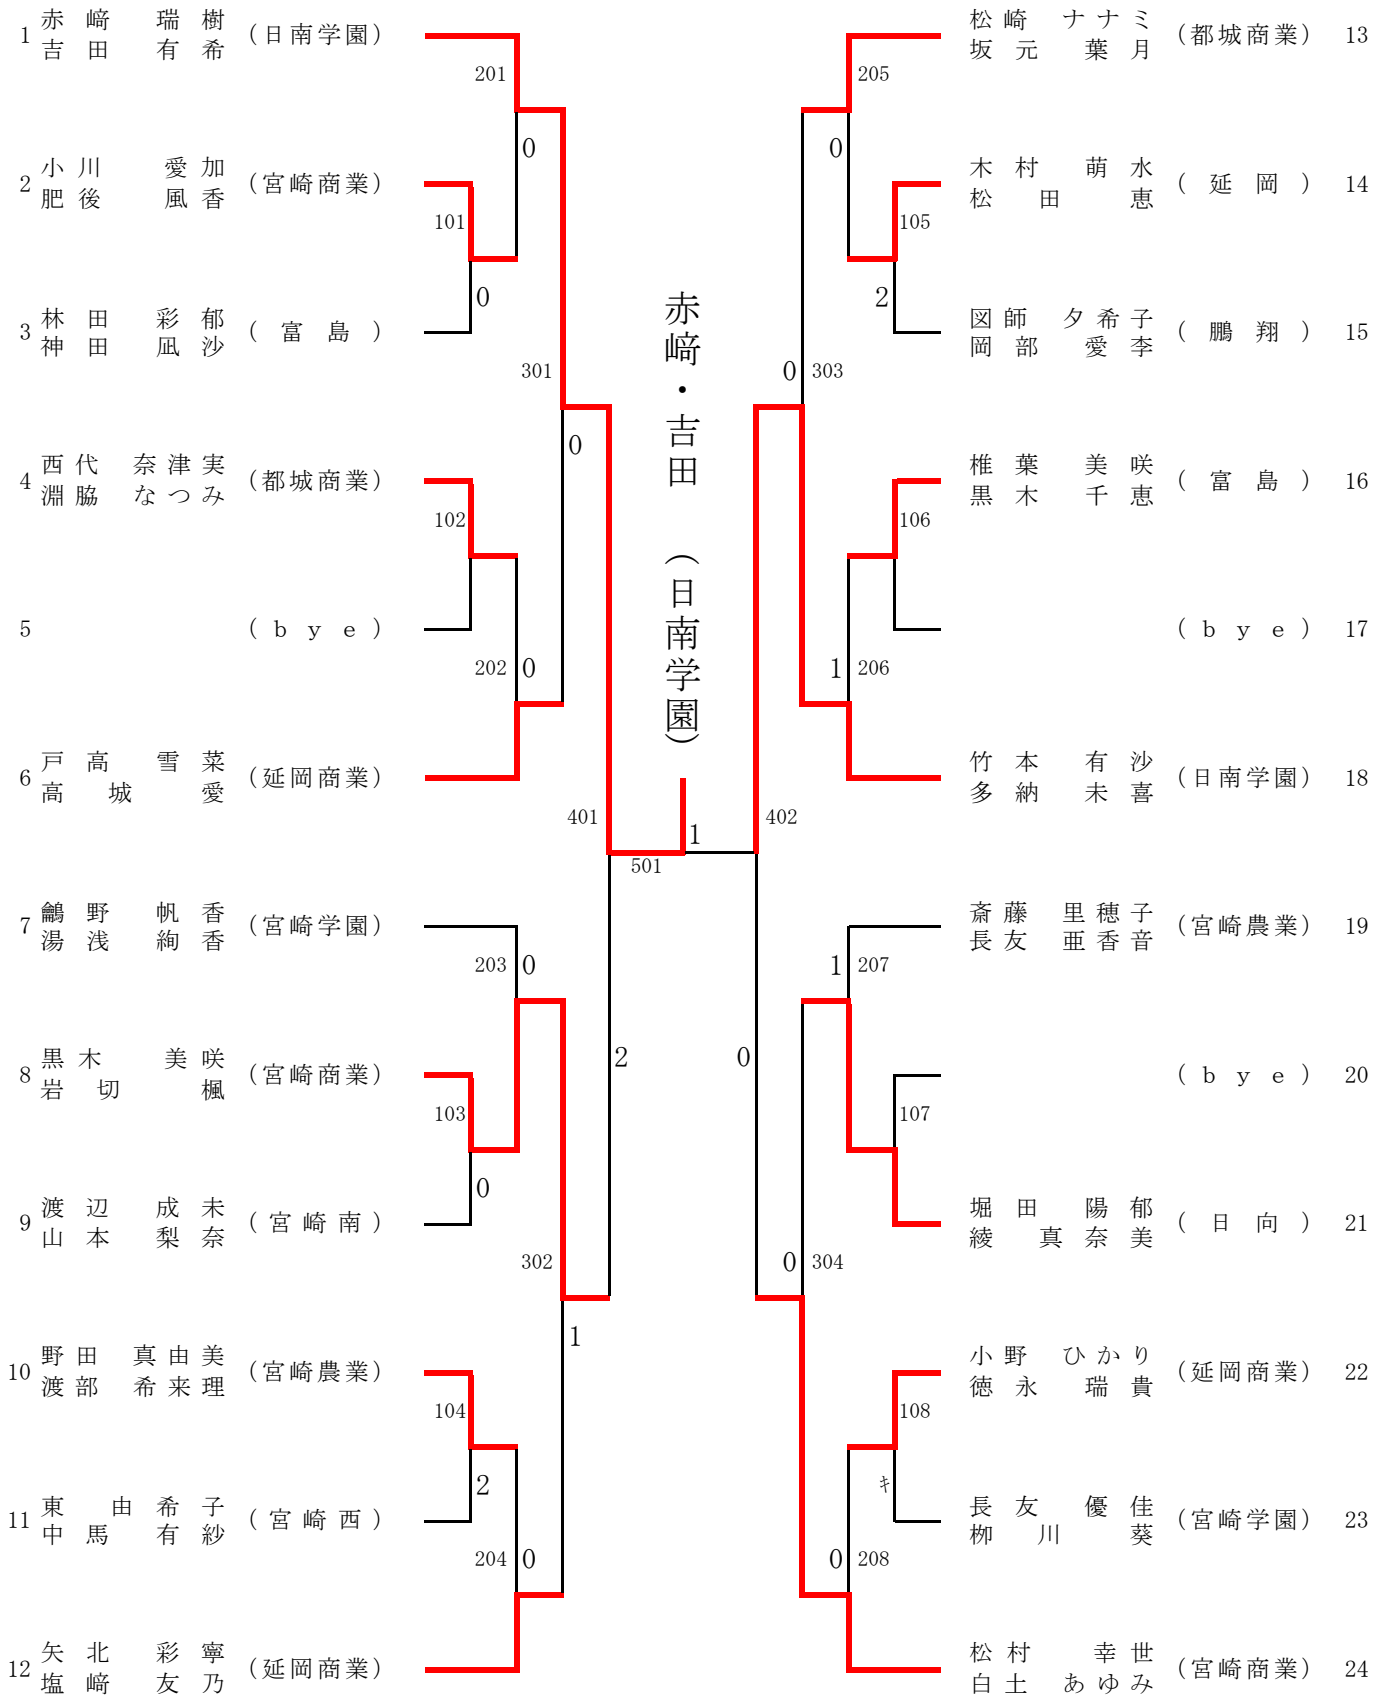 1 赤﨑 瑞樹 (日南学園)
吉田 有希
201
0
2 小川 愛加 (宮崎商業)
肥後 風香
101
0
3 林田 彩郁 (富島)
神田 凪沙
301
0
4 西代 奈津実 (都城商業)
淵脇 なつみ
102
5 (bye)
202 0
6 戸高 雪菜 (延岡商業)
高城 愛
401
501
7 鶴野 帆香 (宮崎学園)
湯浅 絢香
203 0
2
8 黒木 美咲 (宮崎商業)
岩切 楓
103
0
9 渡辺 成未 (宮崎南)
山本 梨奈
302
1
10 野田 真由美 (宮崎農業)
渡部 希来理
104
2
11 東 由希子 (宮崎西)
中馬 有紗
204 0
12 矢北 彩寧 (延岡商業)
塩﨑 友乃
赤﨑・吉田 (日南学園)
1
松崎 ナナミ (都城商業) 13
坂元 葉月
205
0
木村 萌水 (延岡) 14
松田 恵
105
2
図師 夕希子 (鵬翔) 15
岡部 愛李
0 303
椎葉 美咲 (富島) 16
黒木 千恵
106
(bye) 17
1 206
竹本 有沙 (日南学園) 18
多納 未喜
402
斎藤 里穂子 (宮崎農業) 19
長友 亜香音
1 207
0
(bye) 20
107
堀田 陽郁 (日向) 21
綾 真奈美
0 304
小野 ひかり (延岡商業) 22
徳永 瑞貴
108
キ
長友 優佳 (宮崎学園) 23
栁川 葵
0 208
松村 幸世 (宮崎商業) 24
白土 あゆみ